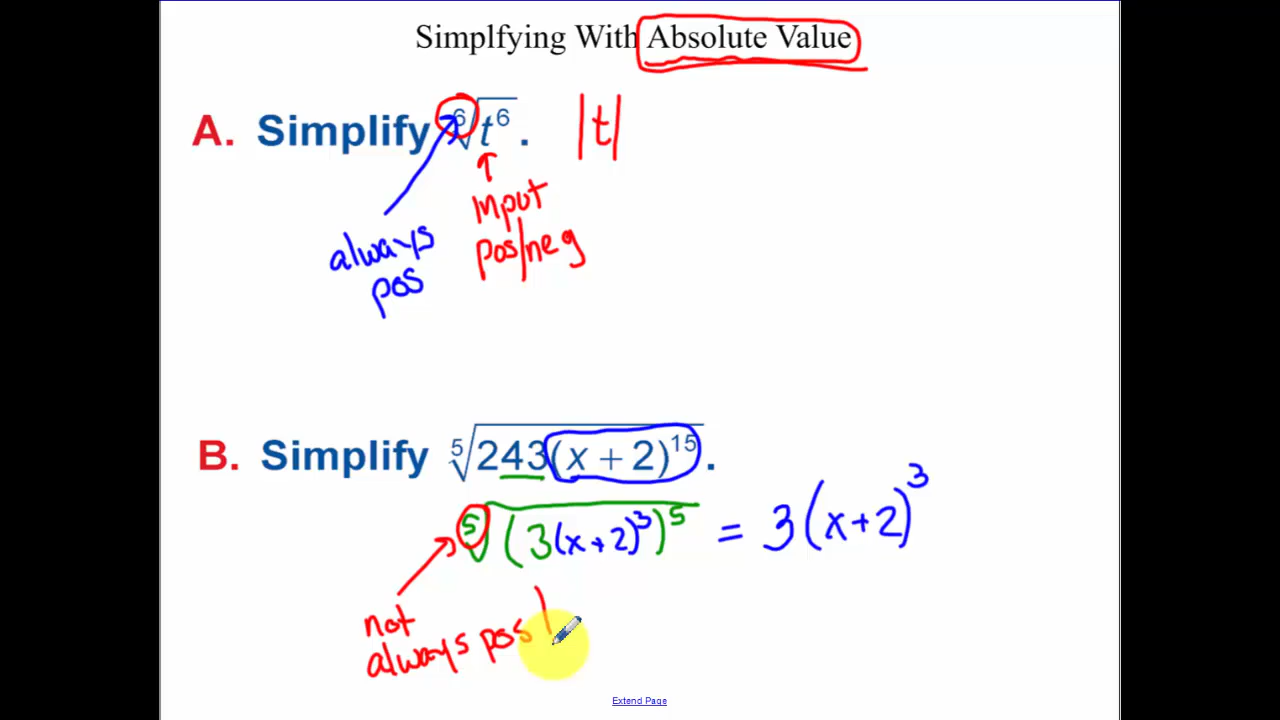 Simplfying With Absolute Value
A. Simplify ⁶√t⁶. |t|
always
pos
Input
pos/neg
B. Simplify ⁵√243(x + 2)¹⁵.
⁵√(3(x+2)³)⁵ = 3(x+2)³
not
always pos
Extend Page